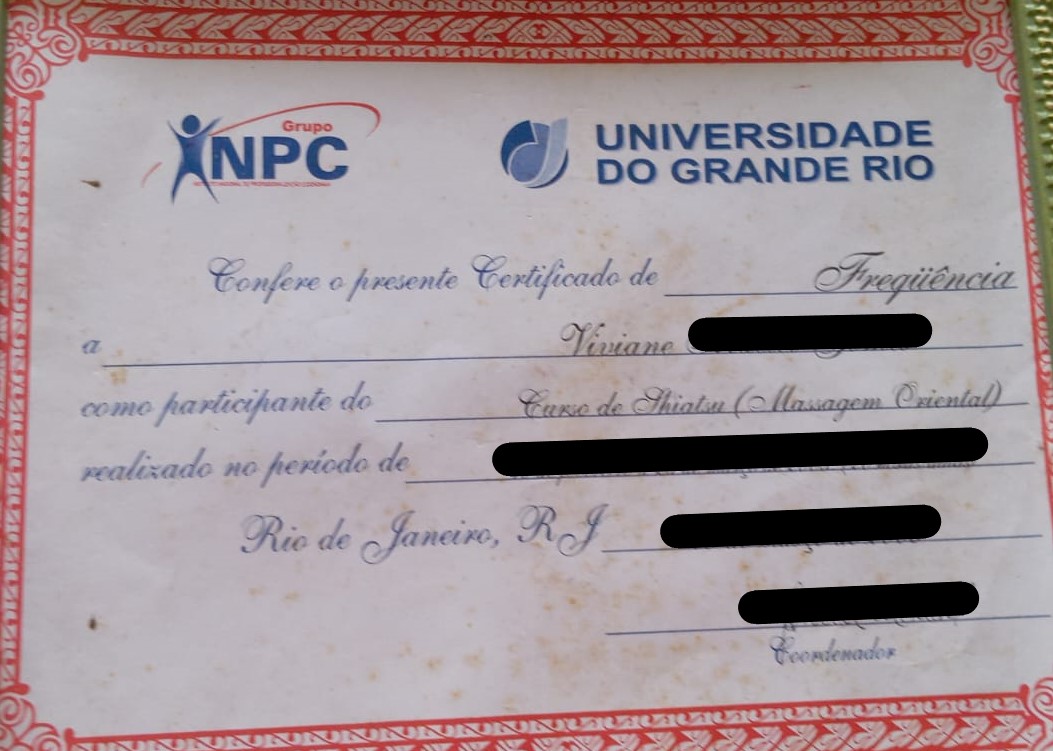 Grupo
NPC
UNIVERSIDADE
DO GRANDE RIO
Confere o presente Certificado de Freqüência
a Viviane
como participante do Curso de Shiatsu (Massagem Oriental)
realizado no período de
Rio de Janeiro, RJ
Coordenador